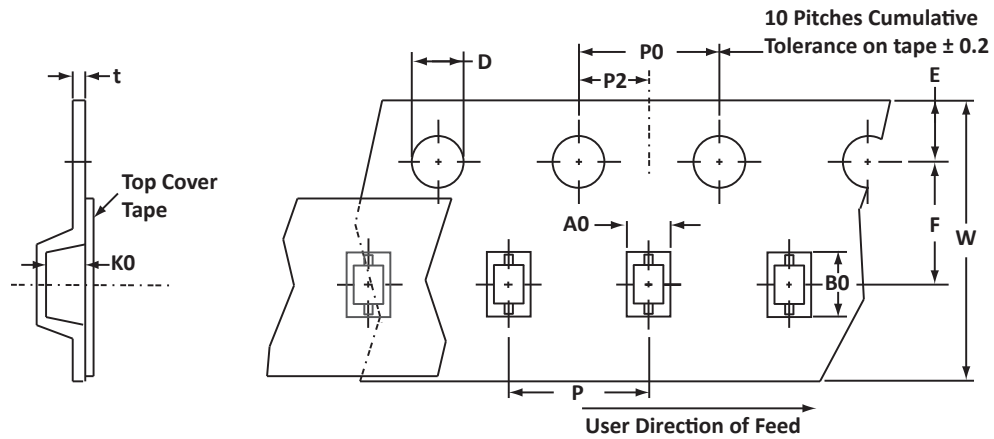 10 Pitches Cumulative
Tolerance on tape ± 0.2
P0
D
P2
E
t
Top Cover
Tape
A0
F
W
K0
B0
P
User Direction of Feed